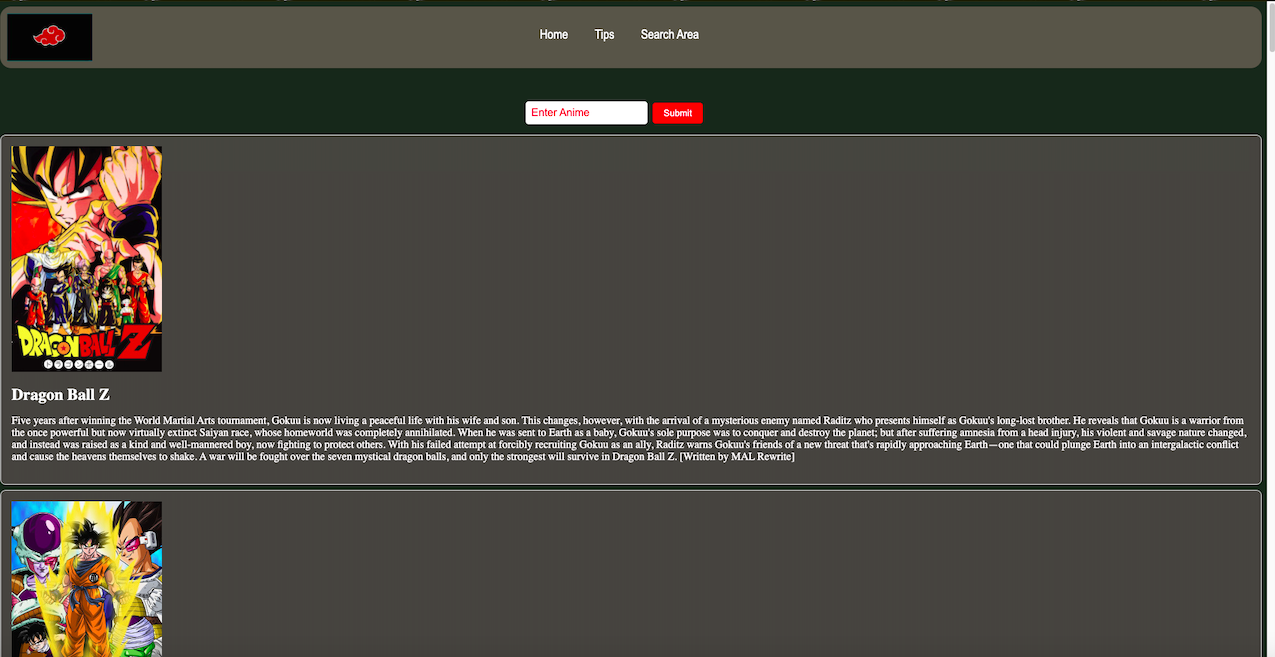 Home Tips Search Area
Enter Anime Submit
DRAGON BALL Z
ドラゴンボール
Dragon Ball Z
Five years after winning the World Martial Arts tournament, Gokuu is now living a peaceful life with his wife and son. This changes, however, with the arrival of a mysterious enemy named Raditz who presents himself as Gokuu's long-lost brother. He reveals that Gokuu is a warrior from
the once powerful but now virtually extinct Saiyan race, whose homeworld was completely annihilated. When he was sent to Earth as a baby, Gokuu's sole purpose was to conquer and destroy the planet; but after suffering amnesia from a head injury, his violent and savage nature changed,
and instead was raised as a kind and well-mannered boy, now fighting to protect others. With his failed attempt at forcibly recruiting Gokuu as an ally, Raditz warns Gokuu's friends of a new threat that's rapidly approaching Earth—one that could plunge Earth into an intergalactic conflict
and cause the heavens themselves to shake. A war will be fought over the seven mystical dragon balls, and only the strongest will survive in Dragon Ball Z. [Written by MAL Rewrite]